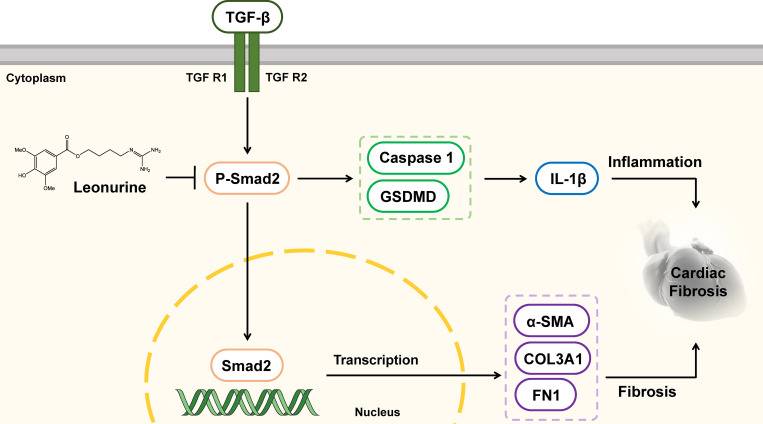 TGF-β
TGF R1
TGF R2
Cytoplasm
MeO
HO
OMe
O
O
N
NH₂
NH₂
Leonurine
P-Smad2
Caspase 1
GSDMD
IL-1β
Inflammation
Cardiac
Fibrosis
Smad2
Transcription
α-SMA
COL3A1
FN1
Fibrosis
Nucleus